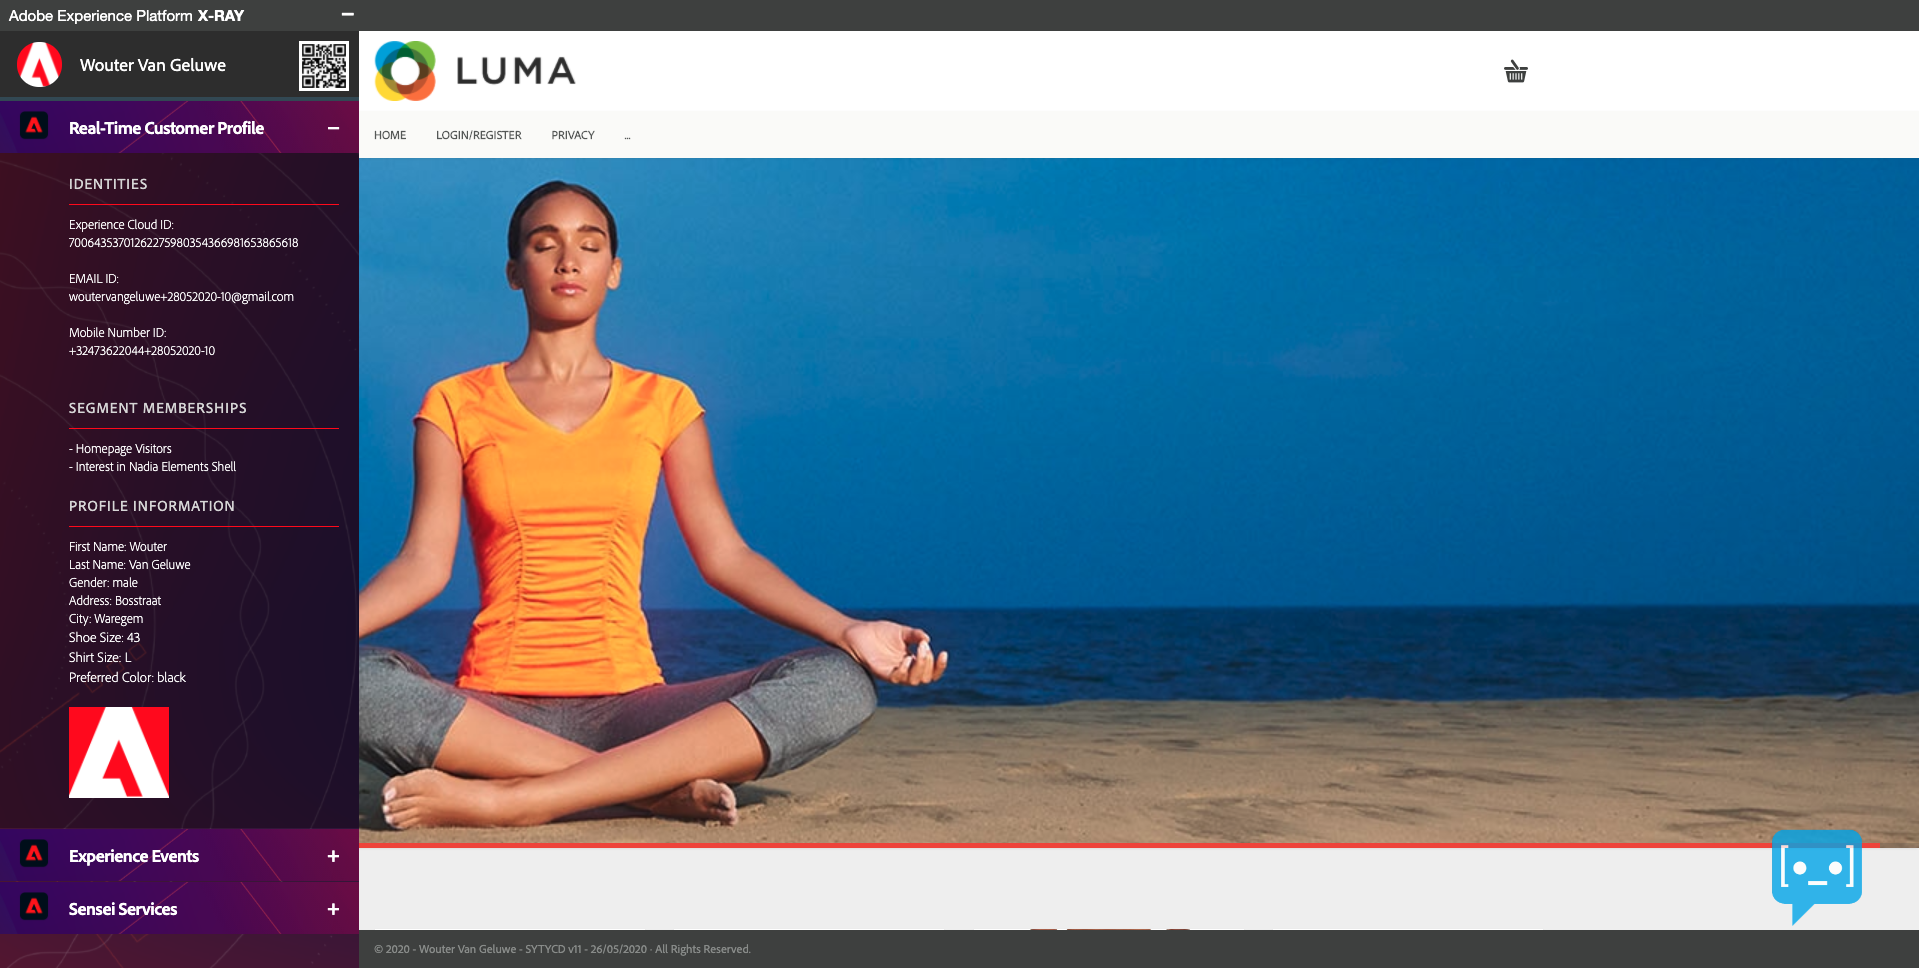 Adobe Experience Platform X-RAY
Wouter Van Geluwe
Real-Time Customer Profile
IDENTITIES
Experience Cloud ID:
70064353701262275980354366981653865618
EMAIL ID:
woutervangeluwe+28052020-10@gmail.com
Mobile Number ID:
+32473622044+28052020-10
SEGMENT MEMBERSHIPS
- Homepage Visitors
- Interest in Nadia Elements Shell
PROFILE INFORMATION
First Name: Wouter
Last Name: Van Geluwe
Gender: male
Address: Bosstraat
City: Waregem
Shoe Size: 43
Shirt Size: L
Preferred Color: black
Experience Events
Sensei Services
LUMA
HOME LOGIN/REGISTER PRIVACY ...
© 2020 - Wouter Van Geluwe - SYTYCD v11 - 26/05/2020 - All Rights Reserved.